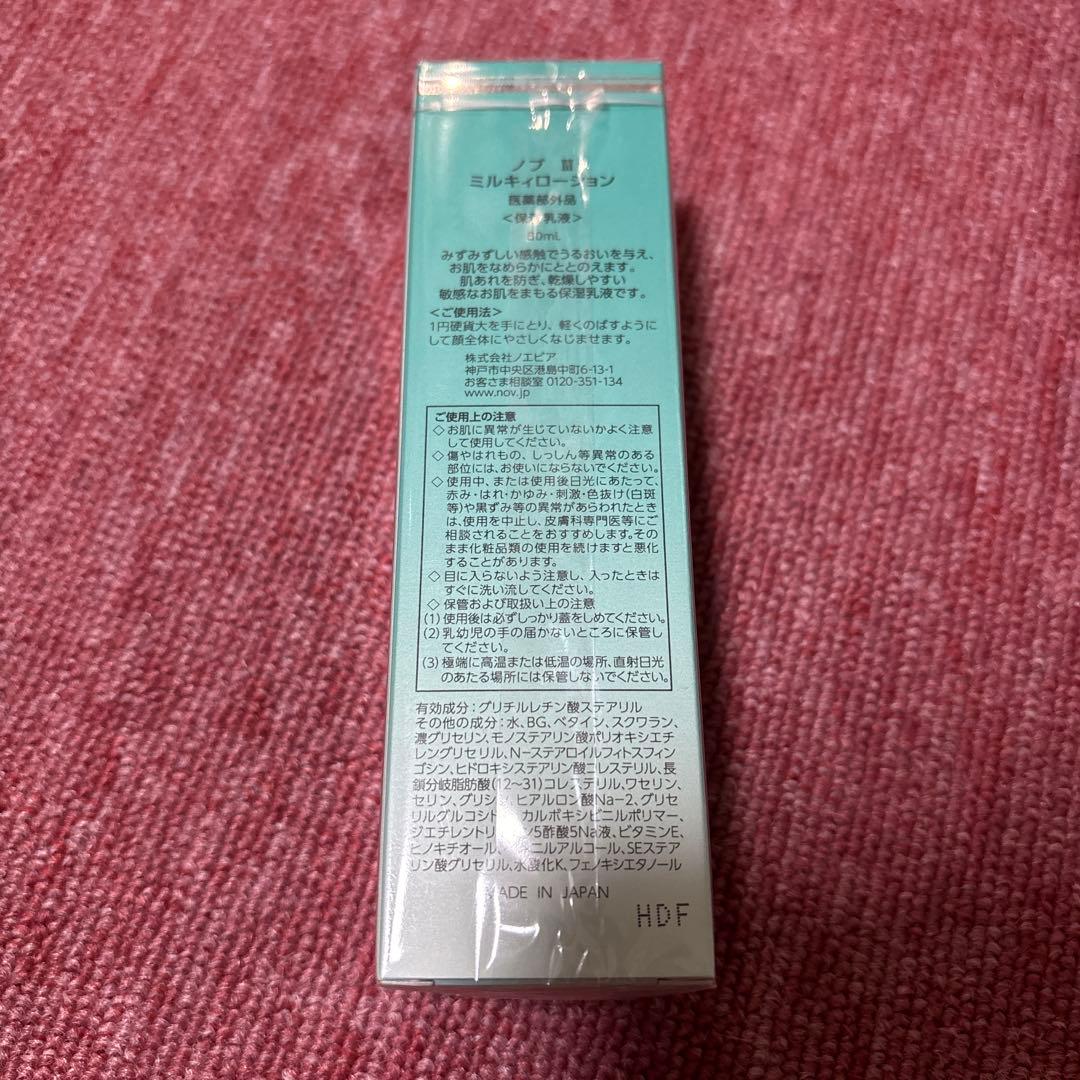 ノブ Ⅲ
ミルキィローション
医薬部外品
＜保湿乳液＞
80mL
みずみずしい感触でうるおいを与え、
お肌をなめらかにととのえます。
肌あれを防ぎ、乾燥しやすい
敏感なお肌をまもる保湿乳液です。
＜ご使用法＞
1円硬貨大を手にとり、軽くのばすように
して顔全体にやさしくなじませます。
株式会社ノエビア
神戸市中央区港島中町6-13-1
お客さま相談室 0120-351-134
www.nov.jp
ご使用上の注意
◇お肌に異常が生じていないかよく注意
して使用してください。
◇傷やはれもの、しっしん等異常のある
部位には、お使いにならないでください。
◇使用中、または使用後日光にあたって、
赤み・はれ・かゆみ・刺激・色抜け(白斑
等)や黒ずみ等の異常があらわれたとき
は、使用を中止し、皮膚科専門医等にご
相談されることをおすすめします。その
まま化粧品類の使用を続けますと悪化
することがあります。
◇目に入らないよう注意し、入ったときは
すぐに洗い流してください。
◇保管および取扱い上の注意
(1)使用後は必ずしっかり蓋をしめてください。
(2)乳幼児の手の届かないところに保管し
てください。
(3)極端に高温または低温の場所、直射日光
のあたる場所には保管しないでください。
有効成分：グリチルレチン酸ステアリル
その他の成分：水、BG、ベタイン、スクワラン、
濃グリセリン、モノステアリン酸ポリオキシエチ
レングリセリル、N-ステアロイルフィトスフィン
ゴシン、ヒドロキシステアリン酸コレステリル、長
鎖分岐脂肪酸(12～31)コレステリル、ワセリン、
セリン、グリシン、ヒアルロン酸Na-2、グリセ
リルグルコシド、カルボキシビニルポリマー、
ジエチレントリアミン5酢酸5Na液、ビタミンE、
ヒノキチオール、ベヘニルアルコール、SEステア
リン酸グリセリル、水酸化K、フェノキシエタノール
MADE IN JAPAN
HDF